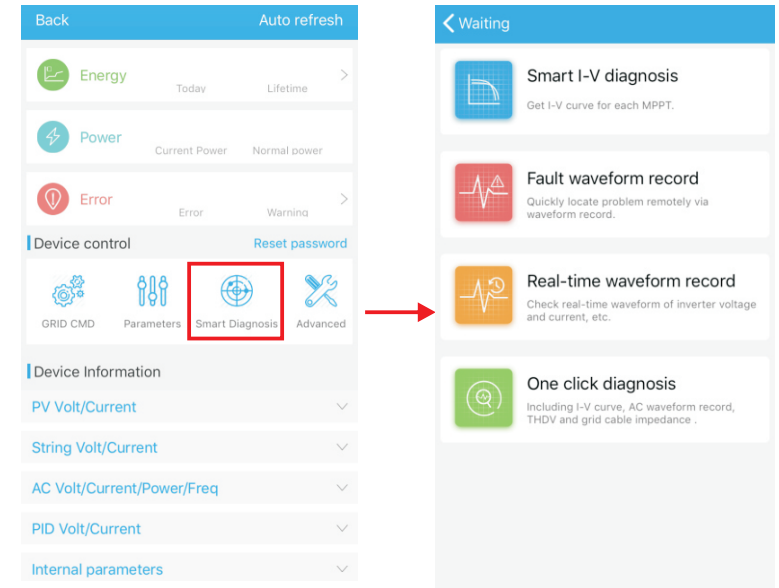 Back
Auto refresh
Energy
Today
Lifetime
Power
Current Power
Normal power
Error
Error
Warning
Device control
Reset password
GRID CMD
Parameters
Smart Diagnosis
Advanced
Device Information
PV Volt/Current
String Volt/Current
AC Volt/Current/Power/Freq
PID Volt/Current
Internal parameters
Waiting
Smart I-V diagnosis
Get I-V curve for each MPPT.
Fault waveform record
Quickly locate problem remotely via
waveform record.
Real-time waveform record
Check real-time waveform of inverter voltage
and current, etc.
One click diagnosis
Including I-V curve, AC waveform record,
THDV and grid cable impedance .